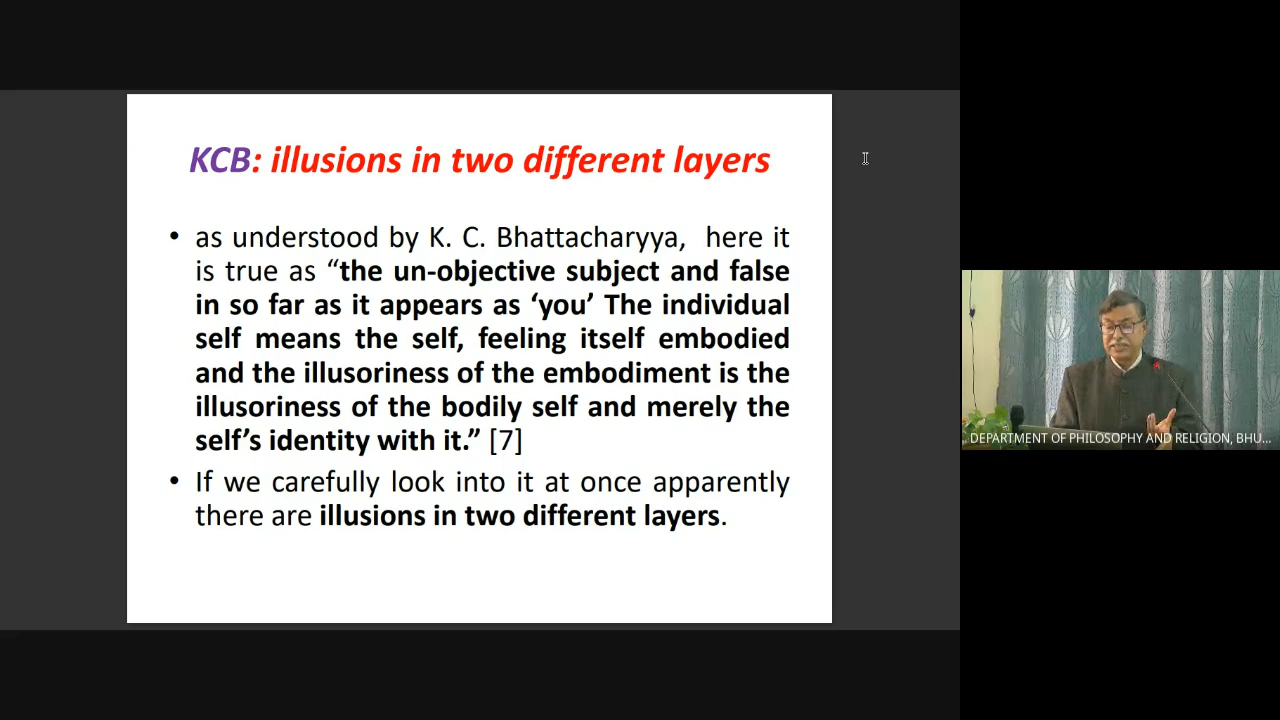 KCB: illusions in two different layers
• as understood by K. C. Bhattacharyya, here it
is true as “the un-objective subject and false
in so far as it appears as ‘you’ The individual
self means the self, feeling itself embodied
and the illusoriness of the embodiment is the
illusoriness of the bodily self and merely the
self’s identity with it.” [7]
• If we carefully look into it at once apparently
there are illusions in two different layers.
DEPARTMENT OF PHILOSOPHY AND RELIGION, BHU...